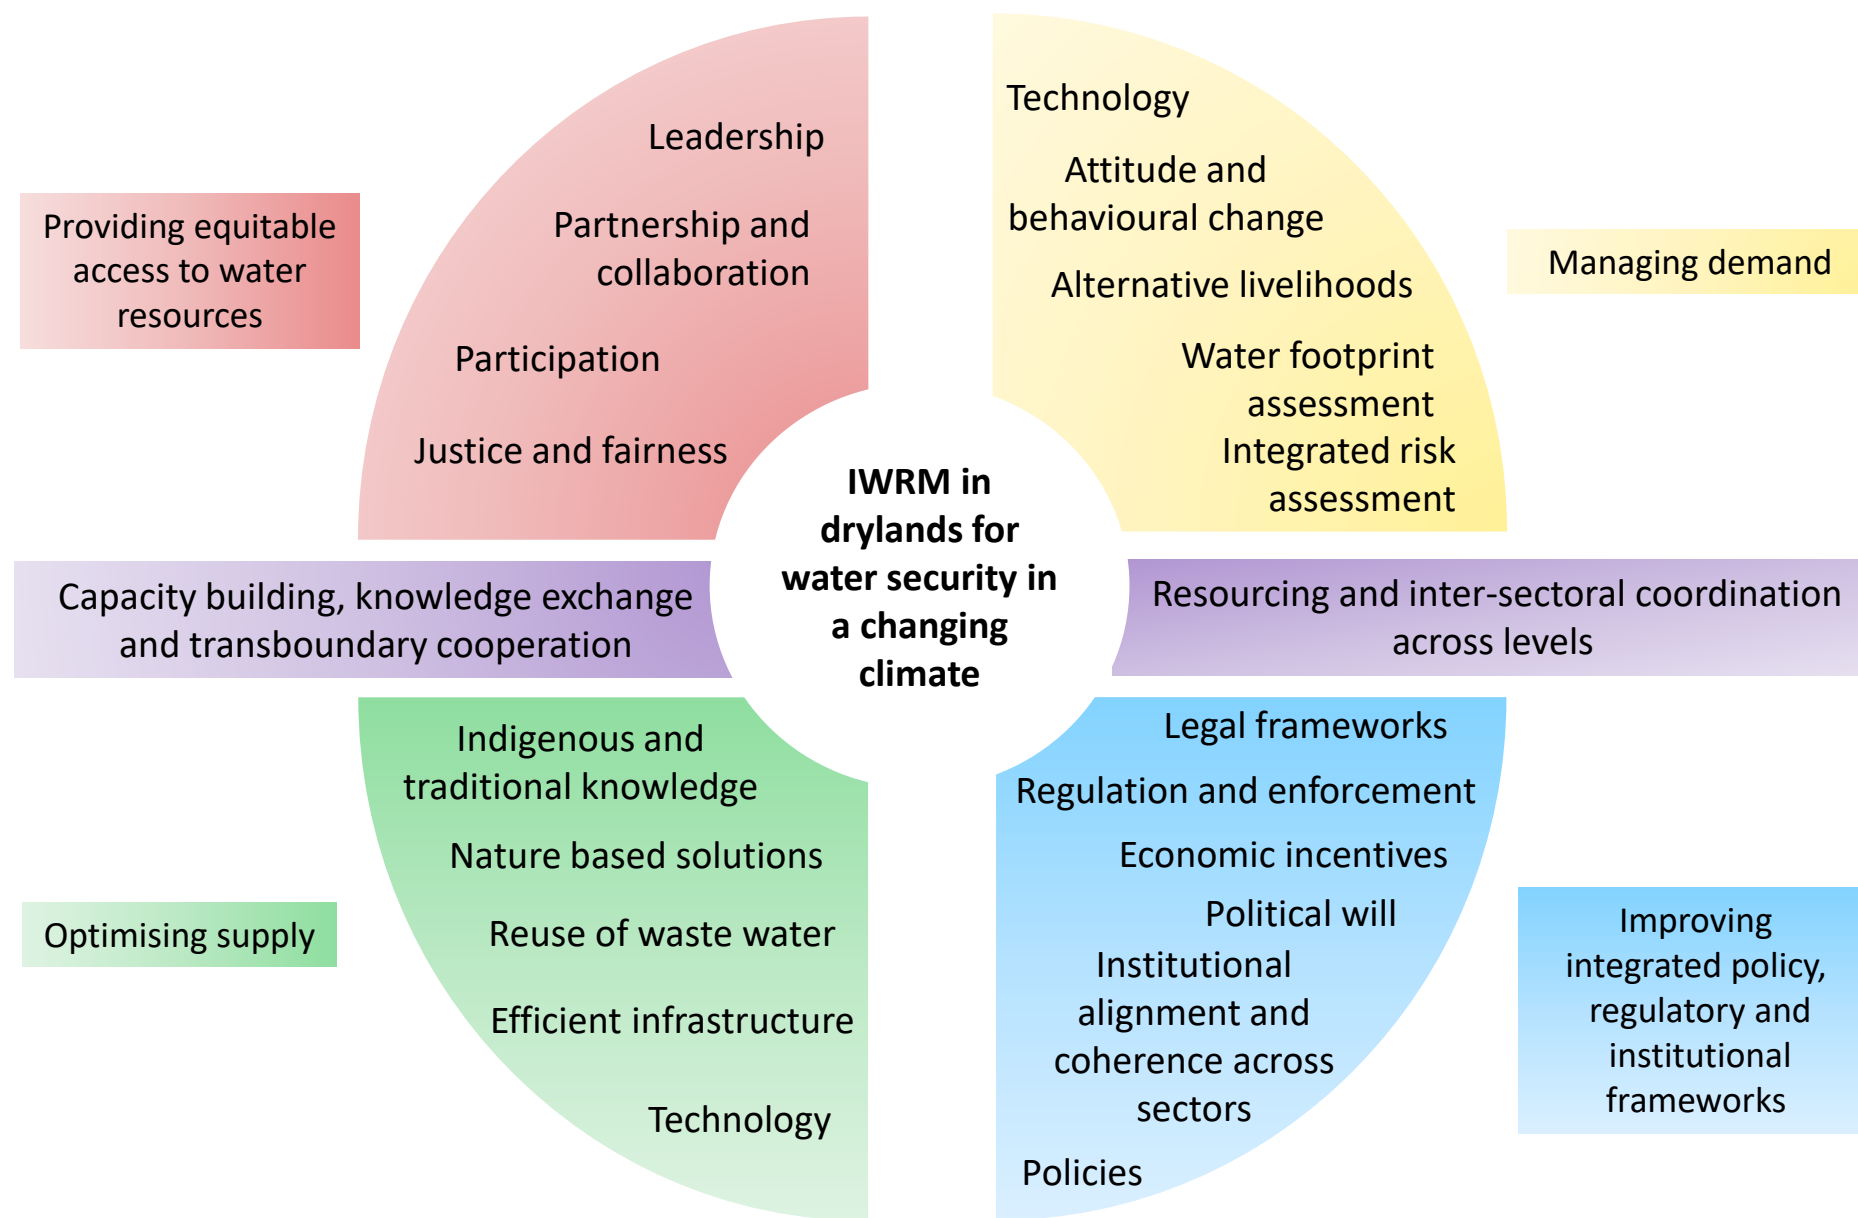 Providing equitable
access to water
resources
Leadership
Partnership and
collaboration
Participation
Justice and fairness
Technology
Attitude and
behavioural change
Alternative livelihoods
Water footprint
assessment
Integrated risk
assessment
Managing demand
IWRM in
drylands for
water security in
a changing
climate
Capacity building, knowledge exchange
and transboundary cooperation
Resourcing and inter-sectoral coordination
across levels
Optimising supply
Indigenous and
traditional knowledge
Nature based solutions
Reuse of waste water
Efficient infrastructure
Technology
Legal frameworks
Regulation and enforcement
Economic incentives
Political will
Institutional
alignment and
coherence across
sectors
Policies
Improving
integrated policy,
regulatory and
institutional
frameworks